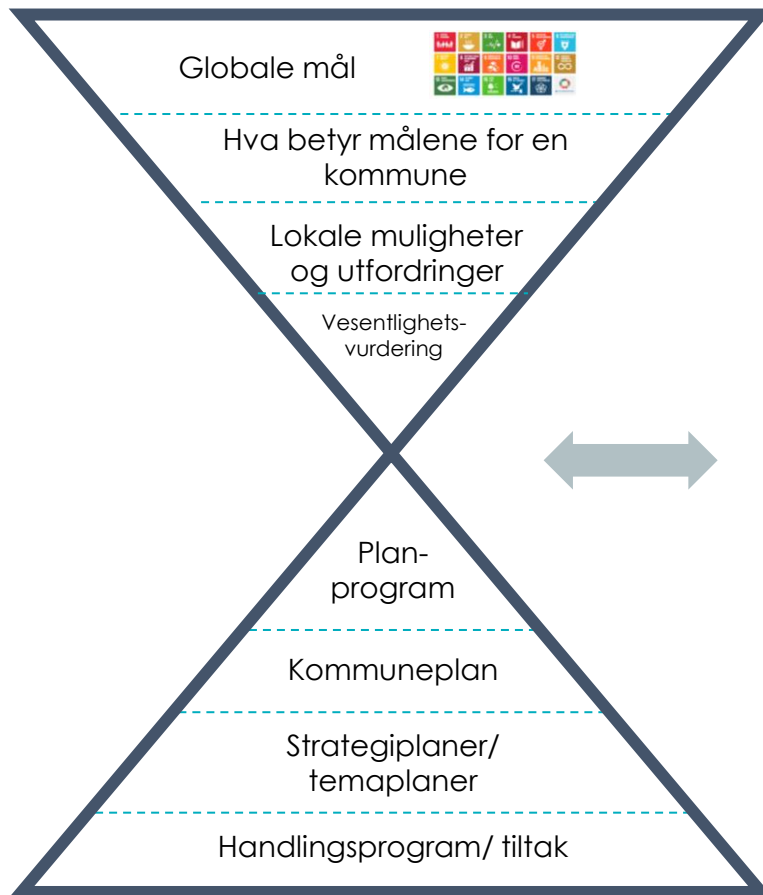 Globale mål
Hva betyr målene for en
kommune
Lokale muligheter
og utfordringer
Vesentlighets-
vurdering
Plan-
program
Kommuneplan
Strategiplaner/
temaplaner
Handlingsprogram/ tiltak